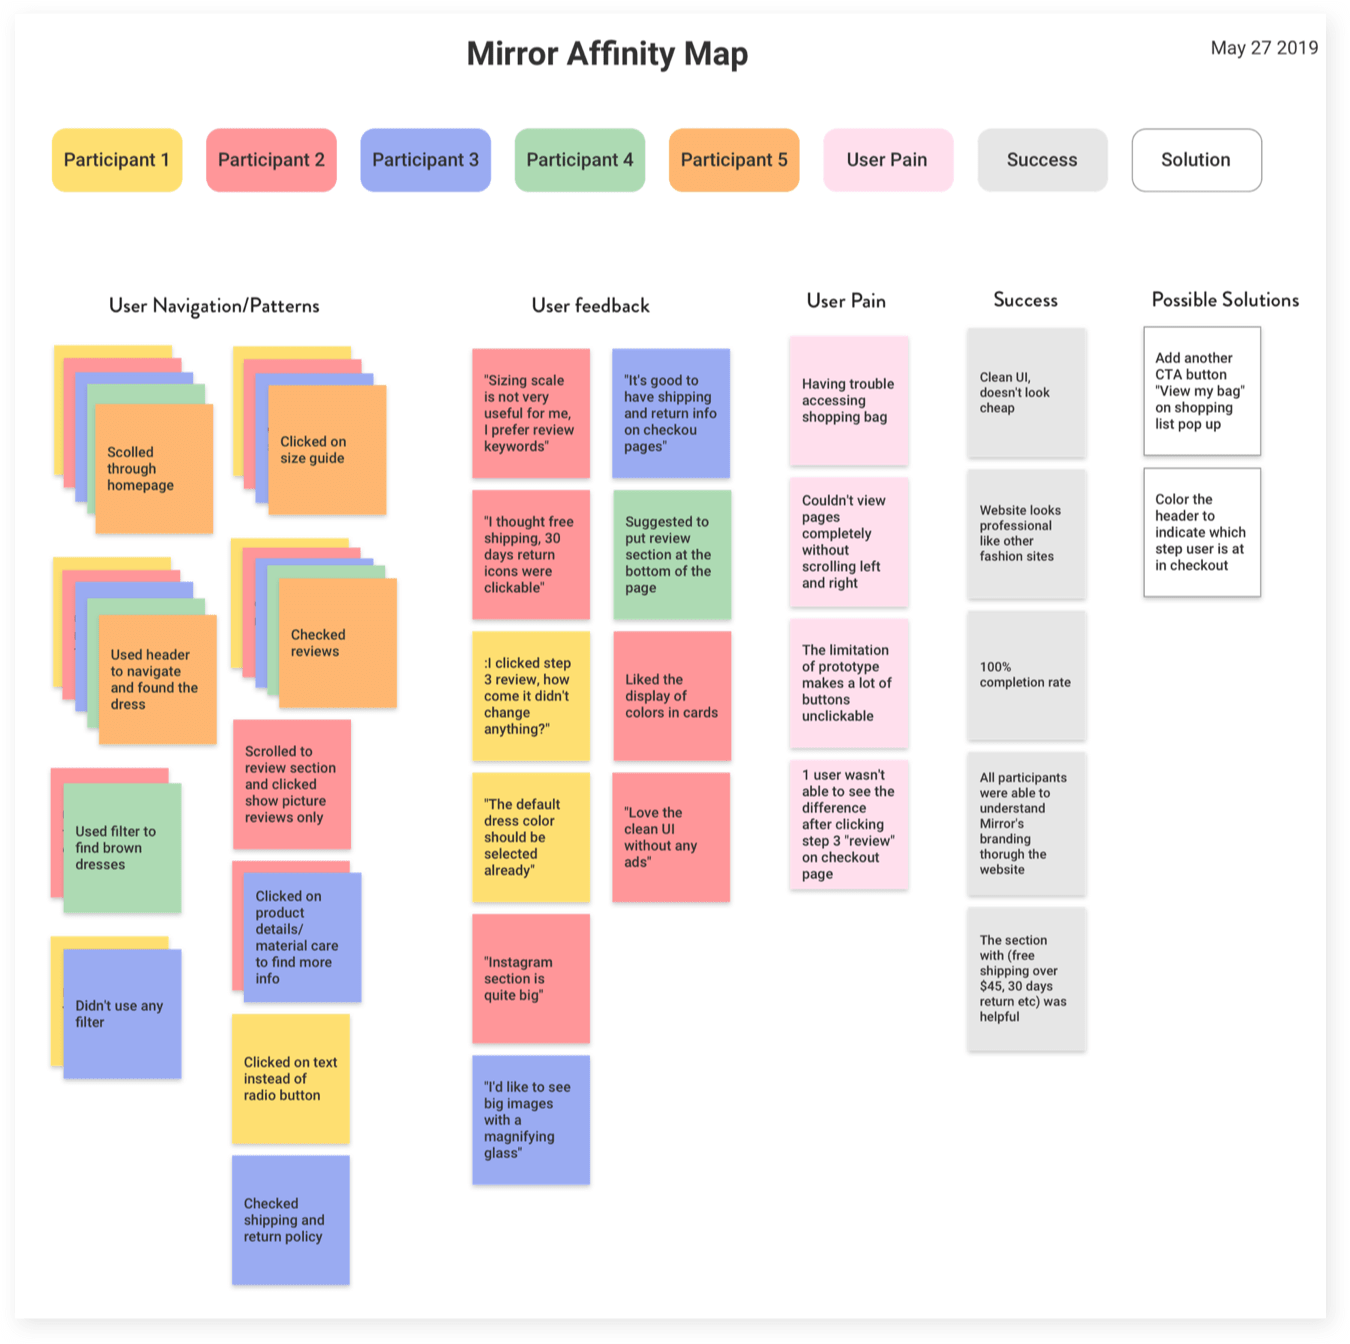 Mirror Affinity Map
May 27 2019
Participant 1
Participant 2
Participant 3
Participant 4
Participant 5
User Pain
Success
Solution
User Navigation/Patterns
Scolled
through
homepage
Clicked on
size guide
Used header
to navigate
and found the
dress
Checked
reviews
Used filter to
find brown
dresses
Scrolled to
review section
and clicked
show picture
reviews only
Didn't use any
filter
Clicked on
product
details/
material care
to find more
info
Clicked on text
instead of
radio button
Checked
shipping and
return policy
User feedback
"Sizing scale
is not very
useful for me,
I prefer review
keywords"
"It's good to
have shipping
and return info
on checkou
pages"
"I thought free
shipping, 30
days return
icons were
clickable"
Suggested to
put review
section at the
bottom of the
page
:I clicked step
3 review, how
come it didn't
change
anything?"
Liked the
display of
colors in cards
"The default
dress color
should be
selected
already"
"Love the
clean UI
without any
ads"
"Instagram
section is
quite big"
"I'd like to see
big images
with a
magnifying
glass"
User Pain
Having trouble
accessing
shopping bag
Couldn't view
pages
completely
without
scrolling left
and right
The limitation
of prototype
makes a lot of
buttons
unclickable
1 user wasn't
able to see the
difference
after clicking
step 3 "review"
on checkout
page
Success
Clean UI,
doesn't look
cheap
Website looks
professional
like other
fashion sites
100%
completion rate
All participants
were able to
understand
Mirror's
branding
thorugh the
website
The section
with (free
shipping over
$45, 30 days
return etc) was
helpful
Possible Solutions
Add another
CTA button
"View my bag"
on shopping
list pop up
Color the
header to
indicate which
step user is at
in checkout